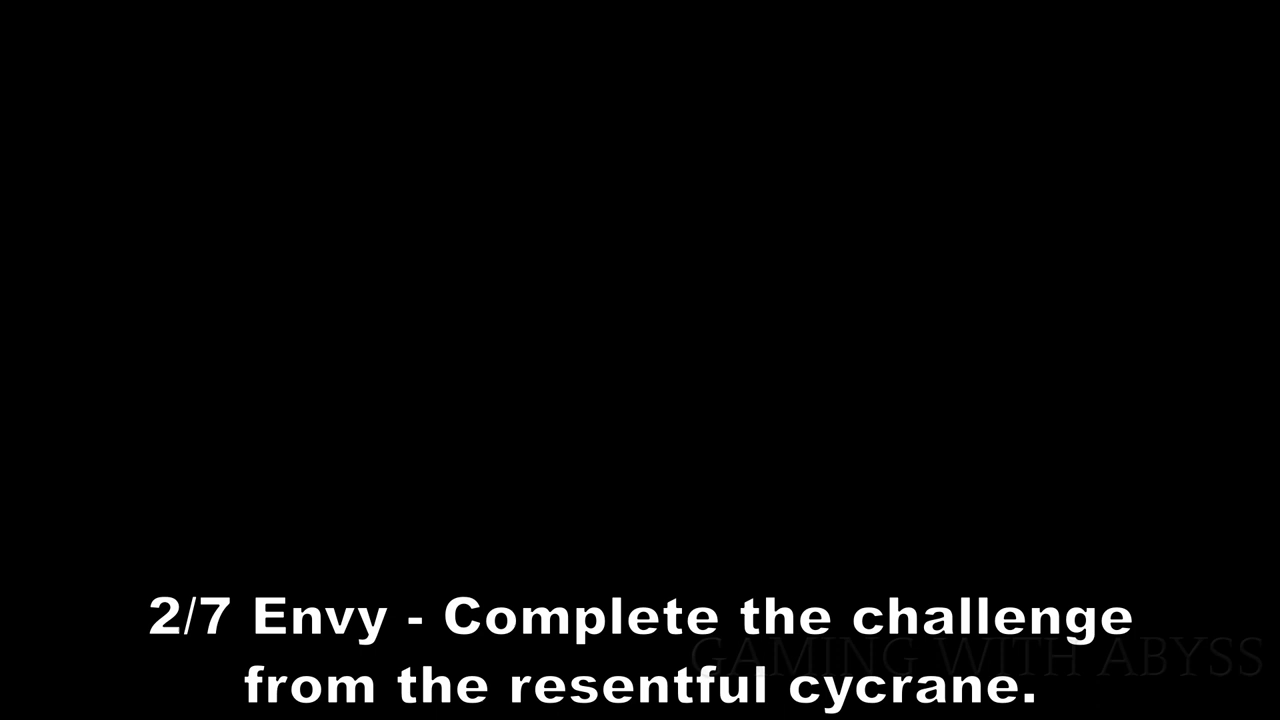 2/7 Envy - Complete the challenge
from the resentful cycrane.
GAMING WITH ABYSS